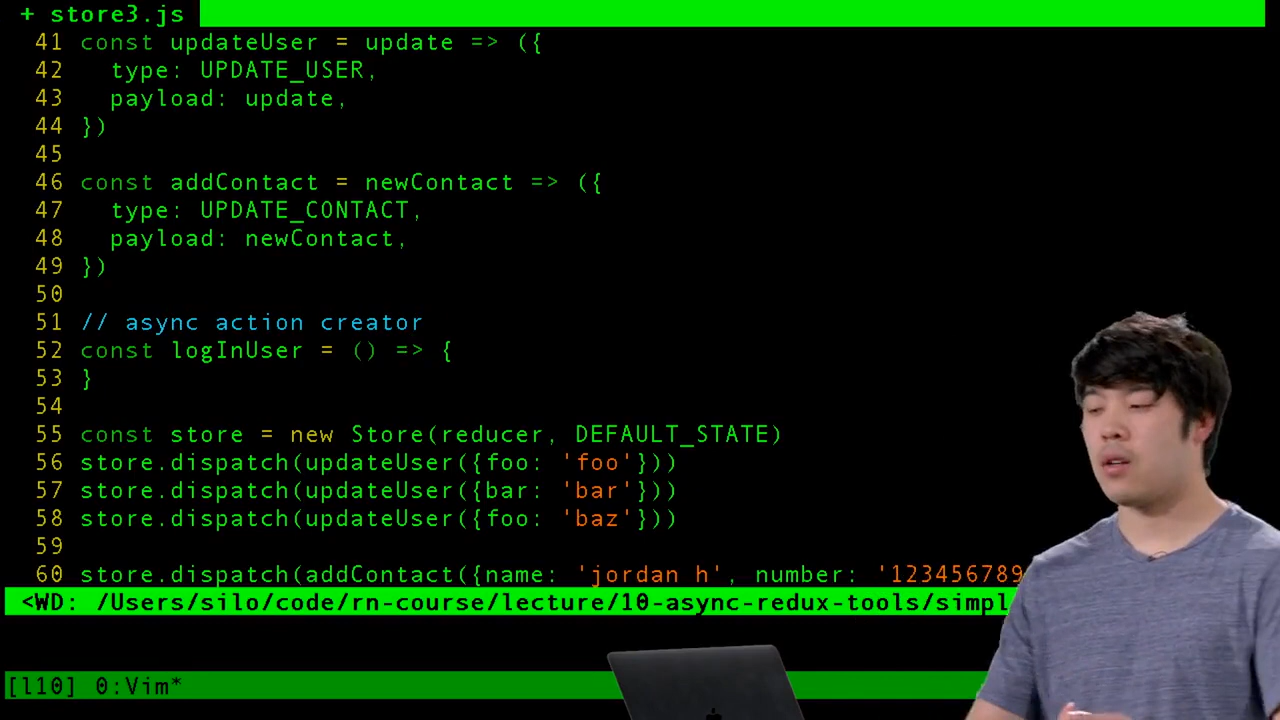 + store3.js
41 const updateUser = update => ({
42   type: UPDATE_USER,
43   payload: update,
44 })
45
46 const addContact = newContact => ({
47   type: UPDATE_CONTACT,
48   payload: newContact,
49 })
50
51 // async action creator
52 const logInUser = () => {
53 }
54
55 const store = new Store(reducer, DEFAULT_STATE)
56 store.dispatch(updateUser({foo: 'foo'}))
57 store.dispatch(updateUser({bar: 'bar'}))
58 store.dispatch(updateUser({foo: 'baz'}))
59
60 store.dispatch(addContact({name: 'jordan h', number: '123456789
<WD: /Users/silo/code/rn-course/lecture/10-async-redux-tools/simpl
[l10] 0:Vim*